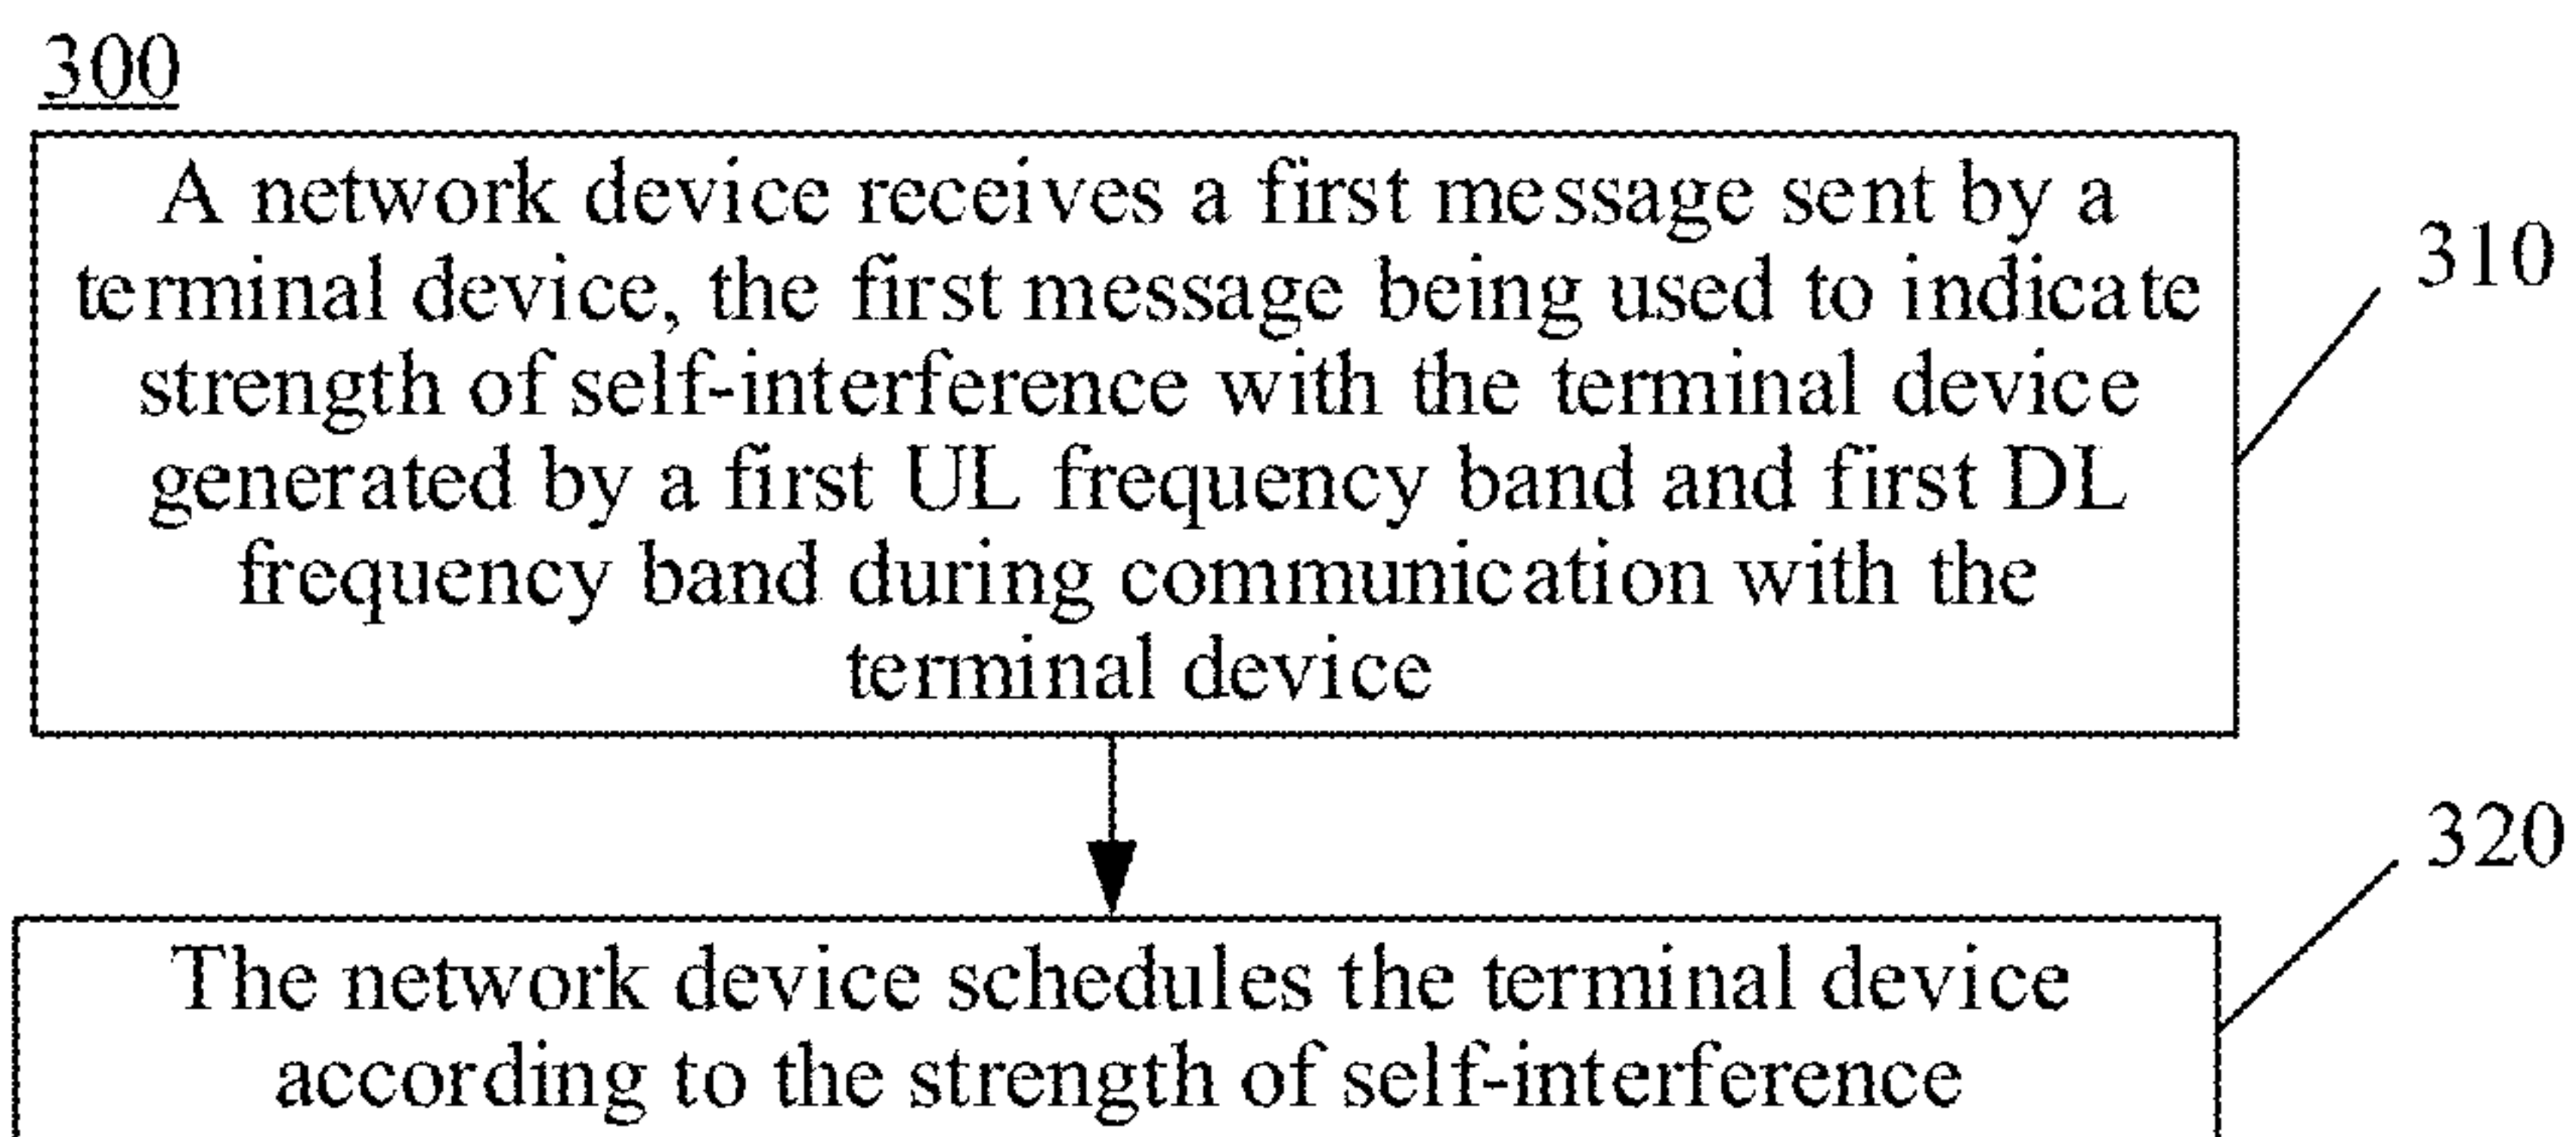 300
A network device receives a first message sent by a
terminal device, the first message being used to indicate
strength of self-interference with the terminal device
generated by a first UL frequency band and first DL
frequency band during communication with the
terminal device
310
320
The network device schedules the terminal device
according to the strength of self-interference